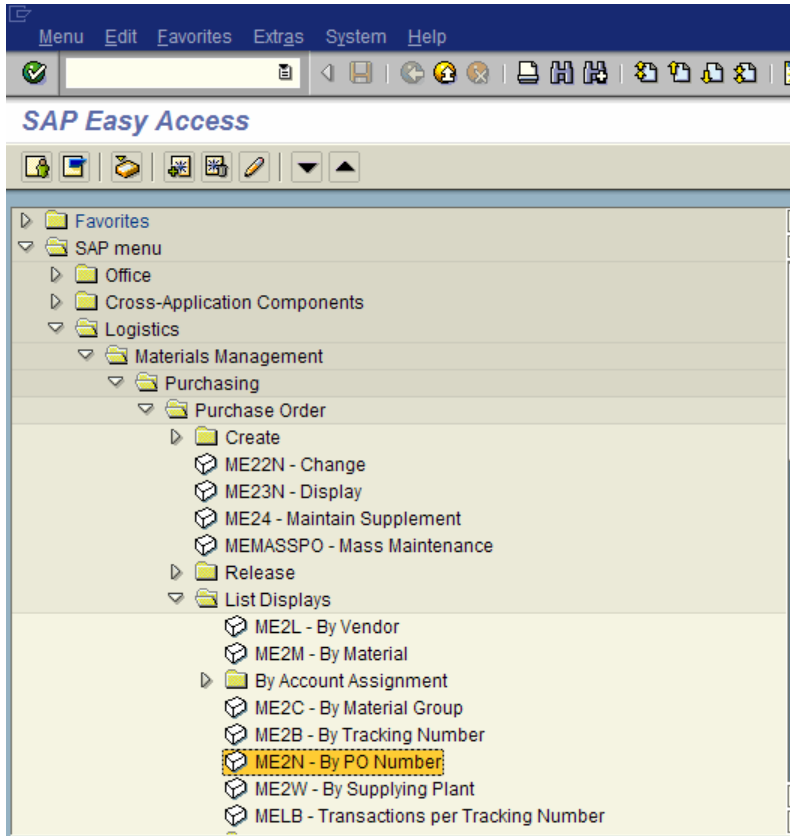 Menu Edit Favorites Extras System Help
SAP Easy Access
Favorites
SAP menu
Office
Cross-Application Components
Logistics
Materials Management
Purchasing
Purchase Order
Create
ME22N - Change
ME23N - Display
ME24 - Maintain Supplement
MEMASSPO - Mass Maintenance
Release
List Displays
ME2L - By Vendor
ME2M - By Material
By Account Assignment
ME2C - By Material Group
ME2B - By Tracking Number
ME2N - By PO Number
ME2W - By Supplying Plant
MELB - Transactions per Tracking Number